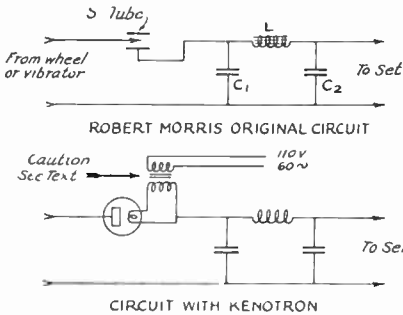 S Tube
From wheel
or vibrator
L
C1
C2
To Set
ROBERT MORRIS ORIGINAL CIRCUIT
Caution
See Text
110V
60~
To Set
CIRCUIT WITH KENOTRON